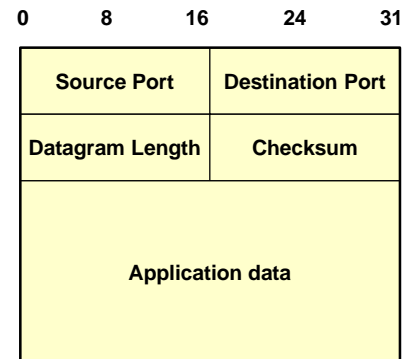 0 8 16 24 31
Source Port Destination Port
Datagram Length Checksum
Application data